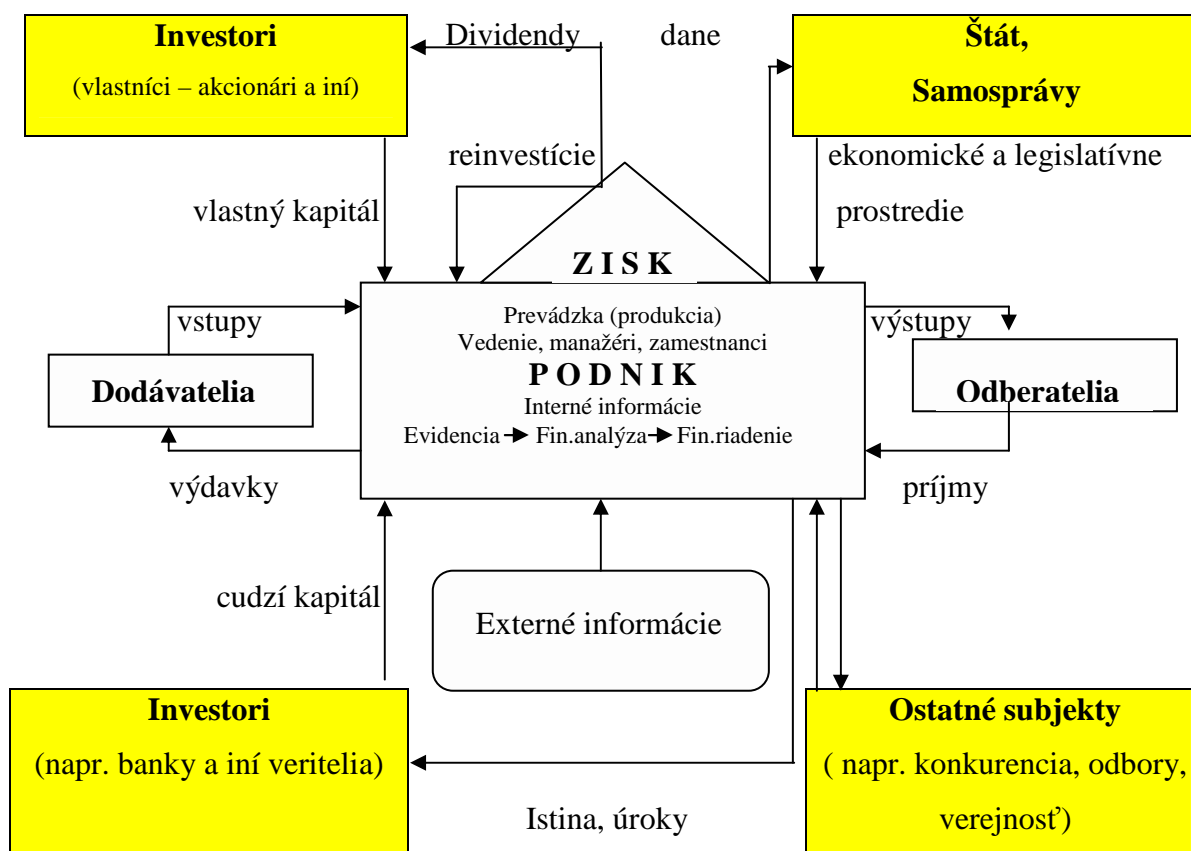 Investori
(vlastníci – akcionári a iní)
Dividendy
dane
Štát,
Samosprávy
reinvestície
ekonomické a legislatívne
vlastný kapitál
prostredie
Z I S K
vstupy
Prevádzka (produkcia)
výstupy
Vedenie, manažéri, zamestnanci
P O D N I K
Dodávatelia
Odberatelia
Interné informácie
Evidencia Fin.analýza Fin.riadenie
výdavky
príjmy
cudzí kapitál
Externé informácie
Investori
(napr. banky a iní veritelia)
Ostatné subjekty
( napr. konkurencia, odbory,
verejnosť)
Istina, úroky